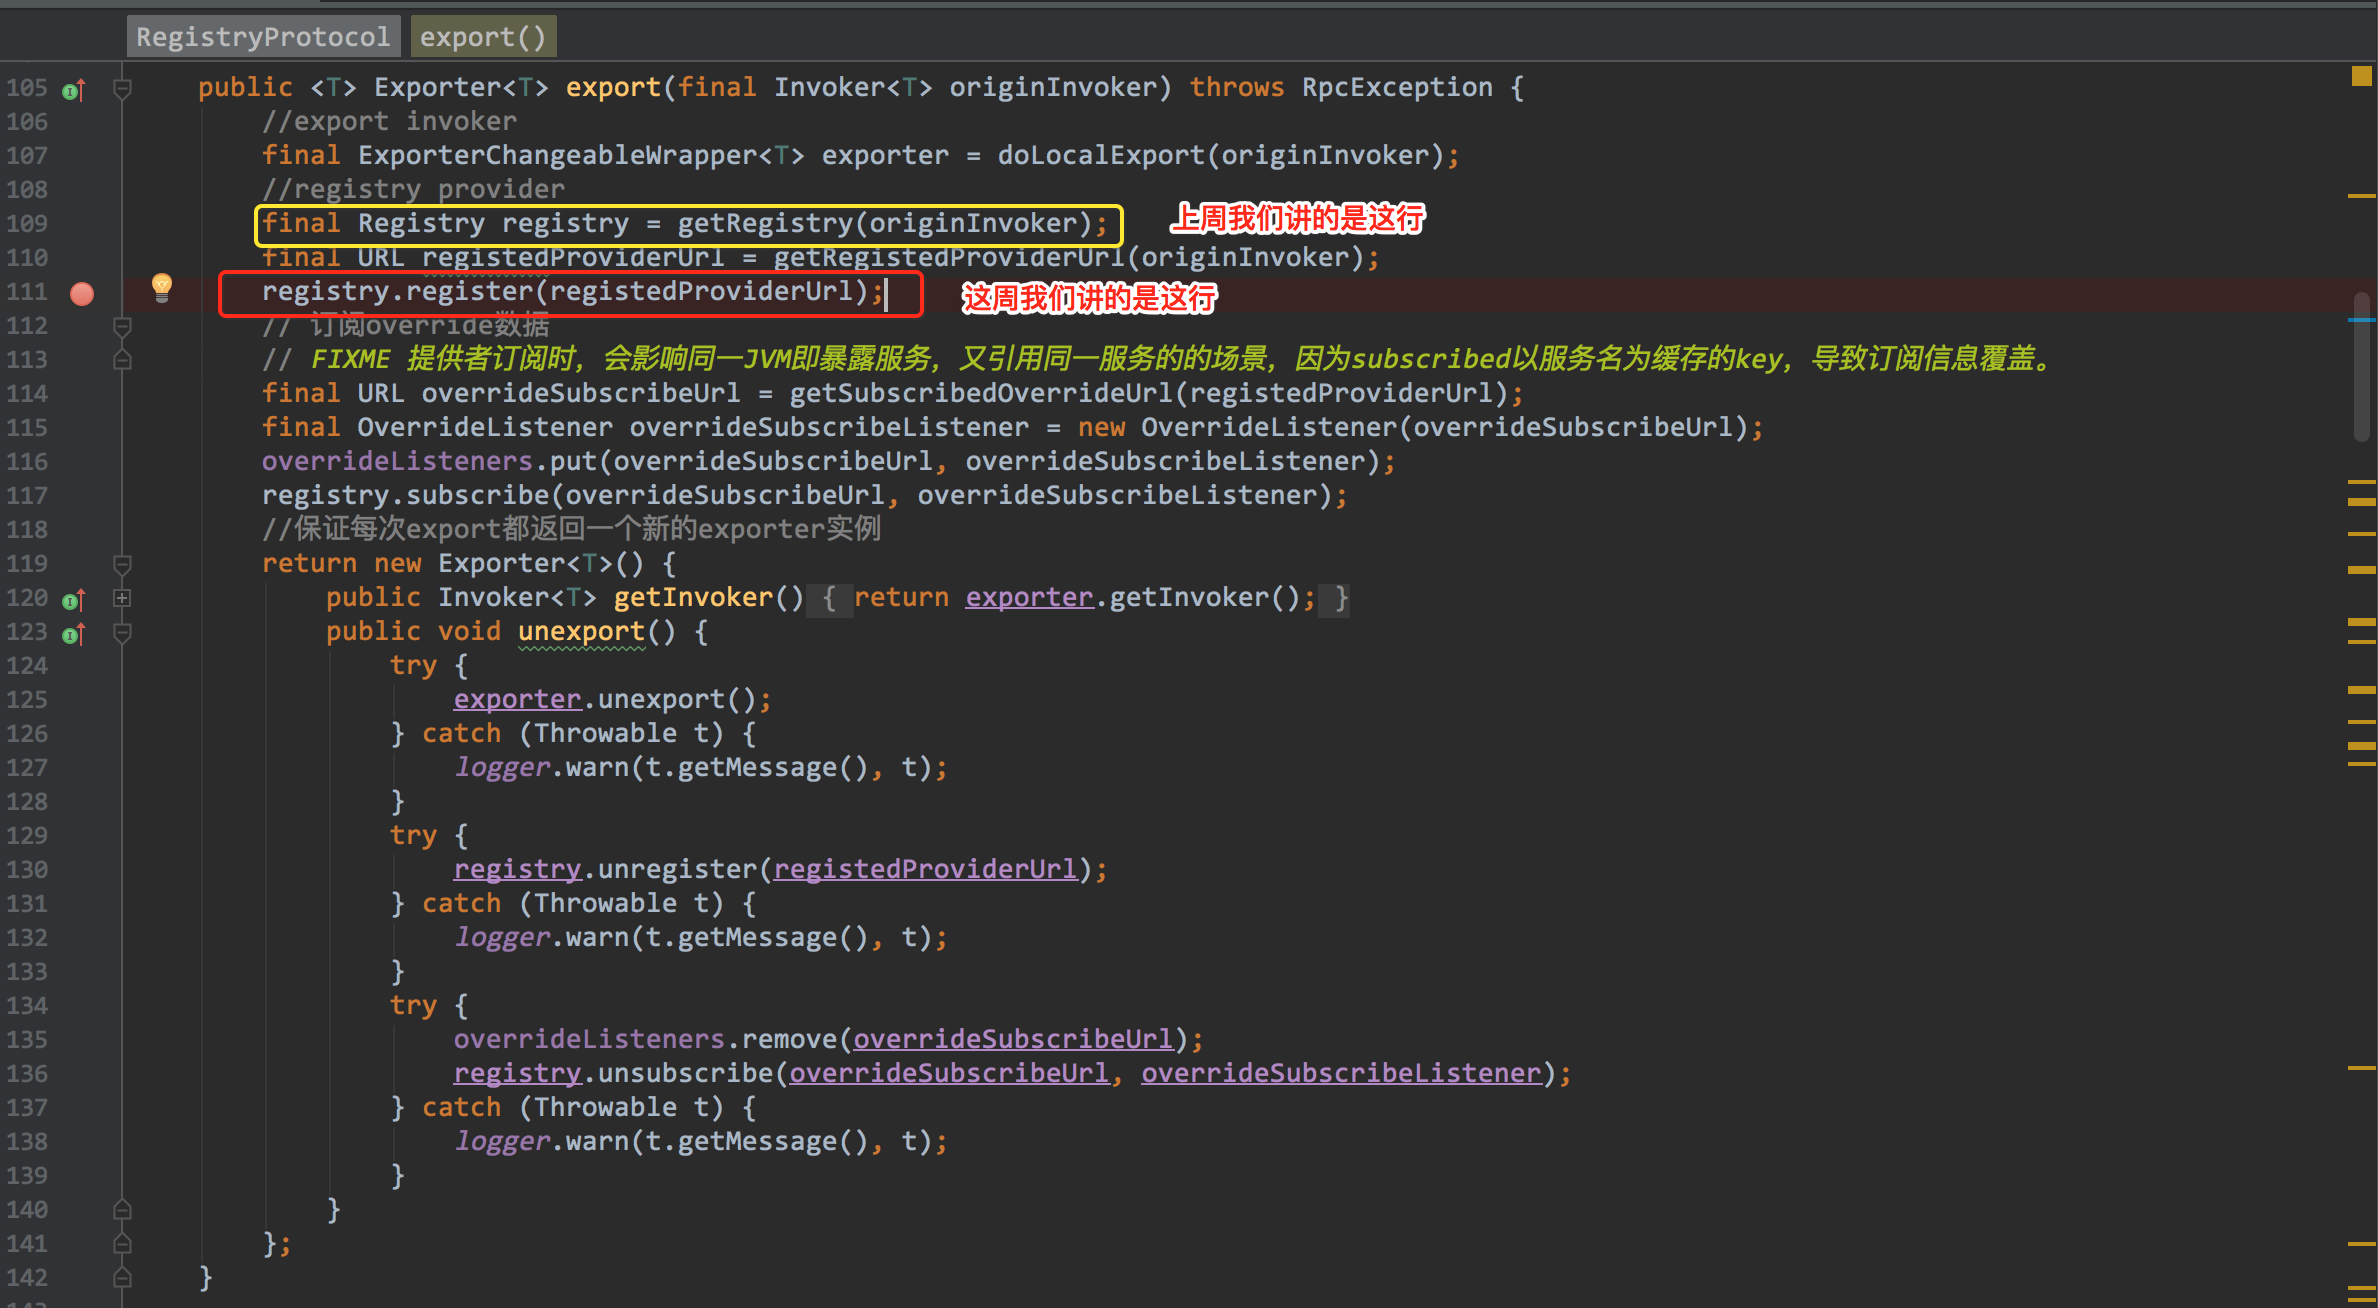 RegistryProtocol export()
105 public <T> Exporter<T> export(final Invoker<T> originInvoker) throws RpcException {
106 //export invoker
107 final ExporterChangeableWrapper<T> exporter = doLocalExport(originInvoker);
108 //registry provider
109 final Registry registry = getRegistry(originInvoker); 上周我们讲的是这行
110 final URL registedProviderUrl = getRegistedProviderUrl(originInvoker);
111 registry.register(registedProviderUrl); 这周我们讲的是这行
112 // 订阅override数据
113 // FIXME 提供者订阅时，会影响同一JVM即暴露服务，又引用同一服务的的场景，因为subscribed以服务名为缓存的key，导致订阅信息覆盖。
114 final URL overrideSubscribeUrl = getSubscribedOverrideUrl(registedProviderUrl);
115 final OverrideListener overrideSubscribeListener = new OverrideListener(overrideSubscribeUrl);
116 overrideListeners.put(overrideSubscribeUrl, overrideSubscribeListener);
117 registry.subscribe(overrideSubscribeUrl, overrideSubscribeListener);
118 //保证每次export都返回一个新的exporter实例
119 return new Exporter<T>() {
120 public Invoker<T> getInvoker() { return exporter.getInvoker(); }
123 public void unexport() {
124 try {
125 exporter.unexport();
126 } catch (Throwable t) {
127 logger.warn(t.getMessage(), t);
128 }
129 try {
130 registry.unregister(registedProviderUrl);
131 } catch (Throwable t) {
132 logger.warn(t.getMessage(), t);
133 }
134 try {
135 overrideListeners.remove(overrideSubscribeUrl);
136 registry.unsubscribe(overrideSubscribeUrl, overrideSubscribeListener);
137 } catch (Throwable t) {
138 logger.warn(t.getMessage(), t);
139 }
140 }
141 };
142 }